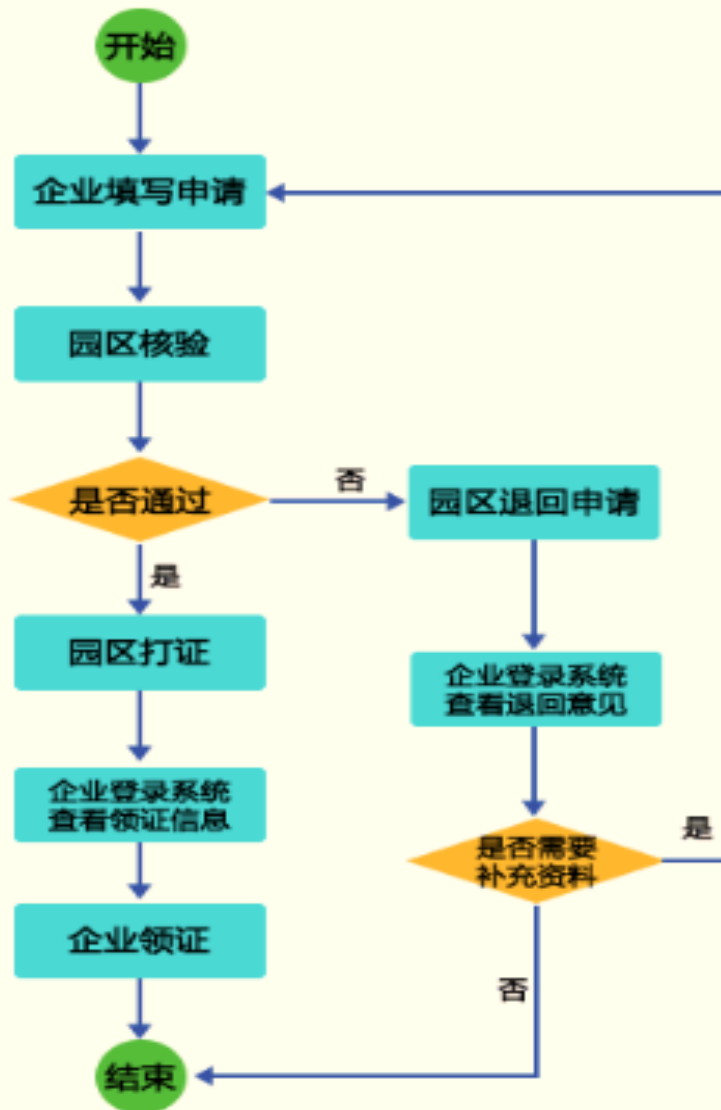 开始
企业填写申请
园区核验
是否通过
否
园区退回申请
是
园区打证
企业登录系统
查看退回意见
企业登录系统
查看领证信息
是否需要
补充资料
是
企业领证
否
结束